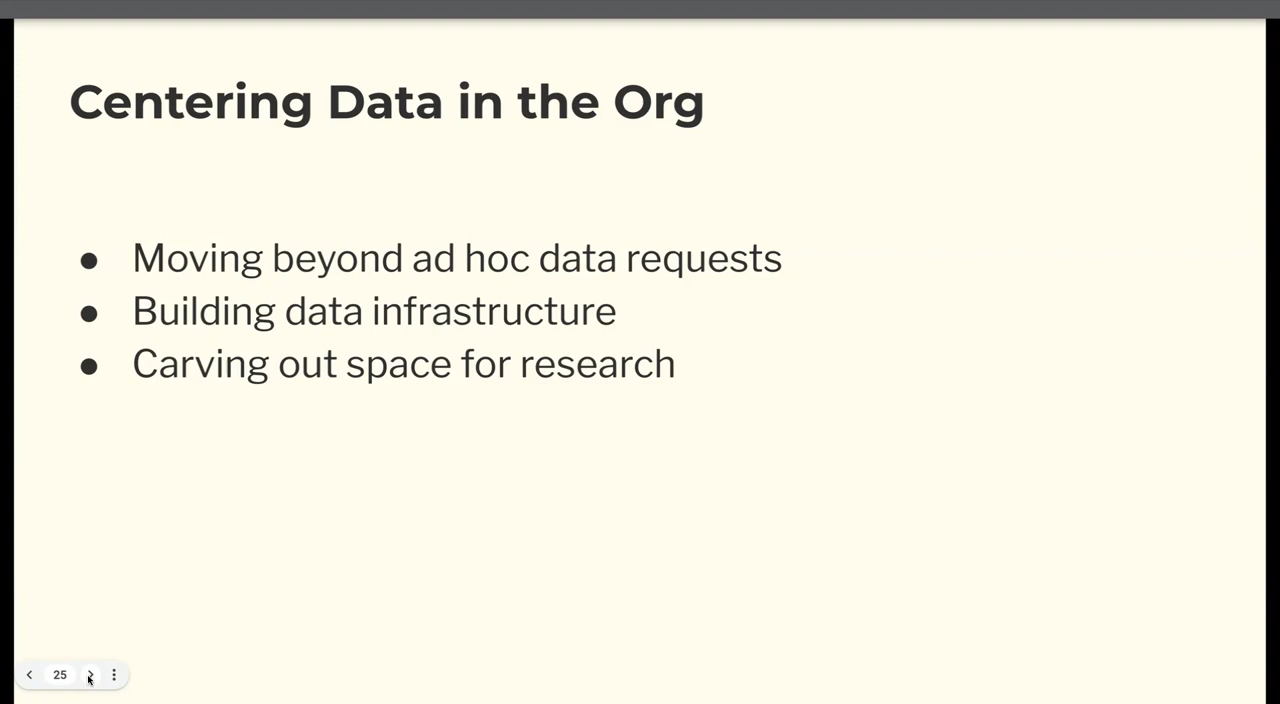 Centering Data in the Org
● Moving beyond ad hoc data requests
● Building data infrastructure
● Carving out space for research
25